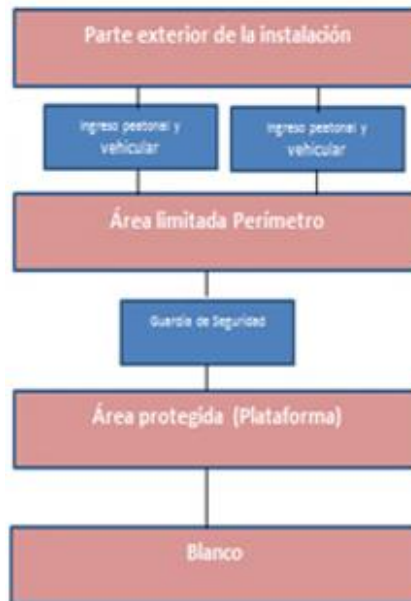 Parte exterior de la instalación
Ingreso peatonal y
vehicular
Ingreso peatonal y
vehicular
Área limitada Perímetro
Guardia de Seguridad
Área protegida (Plataforma)
Blanco